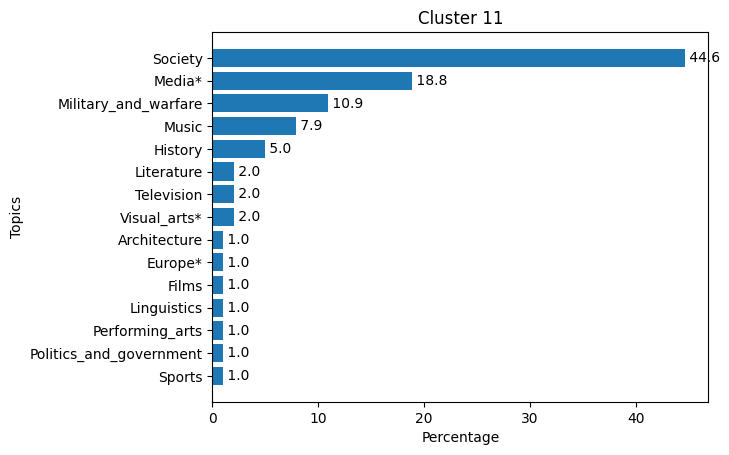 Cluster 11
Society 44.6
Media* 18.8
Military_and_warfare 10.9
Music 7.9
History 5.0
Literature 2.0
Television 2.0
Visual_arts* 2.0
Architecture 1.0
Europe* 1.0
Films 1.0
Linguistics 1.0
Performing_arts 1.0
Politics_and_government 1.0
Sports 1.0
Topics
0 10 20 30 40
Percentage